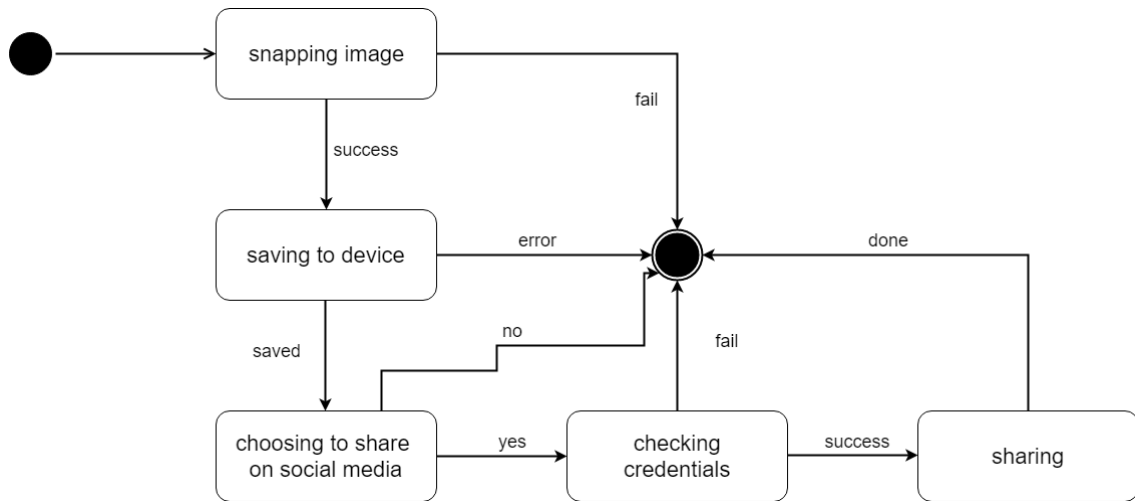 snapping image
fail
success
saving to device
error
done
no
fail
saved
choosing to share
on social media
yes
checking
credentials
success
sharing